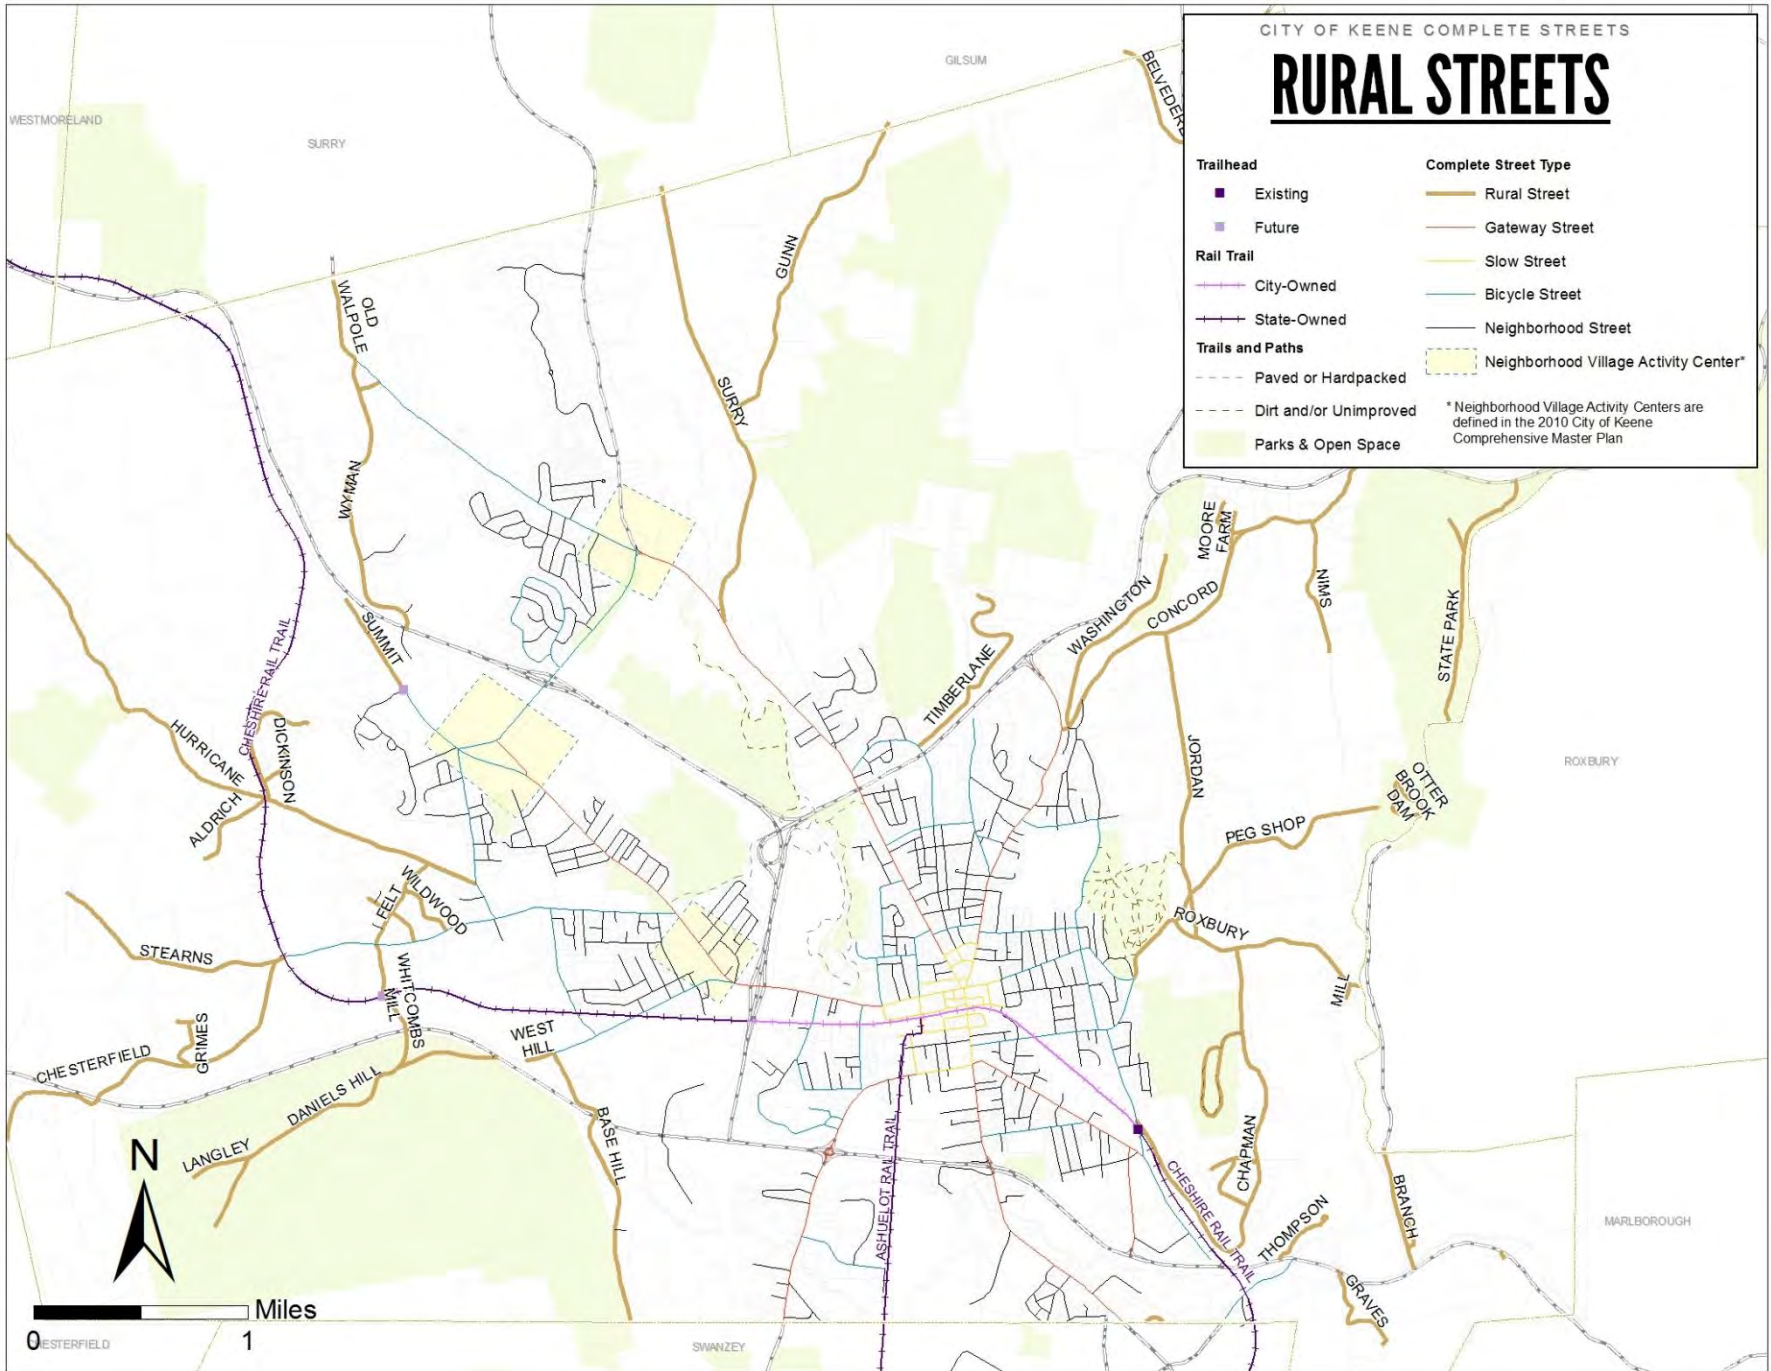 CITY OF KEENE COMPLETE STREETS
RURAL STREETS
Trailhead
Existing
Future
Rail Trail
City-Owned
State-Owned
Trails and Paths
Paved or Hardpacked
Dirt and/or Unimproved
Parks & Open Space
Complete Street Type
Rural Street
Gateway Street
Slow Street
Bicycle Street
Neighborhood Street
Neighborhood Village Activity Center*
* Neighborhood Village Activity Centers are
defined in the 2010 City of Keene
Comprehensive Master Plan
GILSUM
WESTMORELAND
SURRY
BELVEDERE
GUNN
OLD
WALPOLE
SURRY
WYMAN
MOORE
FARM
NIMS
STATE PARK
WASHINGTON
CONCORD
SUMMIT
CHESHIRE RAIL TRAIL
TIMBERLANE
HURRICANE
DICKINSON
ALDRICH
JORDAN
ROXBURY
OTTER
BROOK
DAM
PEG SHOP
FELT
WILDWOOD
ROXBURY
STEARNS
WHITCOMBS
MILL
MILL
GRIMES
WEST
HILL
CHESTERFIELD
DANIELS HILL
LANGLEY
BASE HILL
ASHUELOT RAIL TRAIL
CHESHIRE RAIL TRAIL
CHAPMAN
THOMPSON
BRANCH
MARLBOROUGH
GRAVES
N
Miles
0
1
CHESTERFIELD
SWANZEY